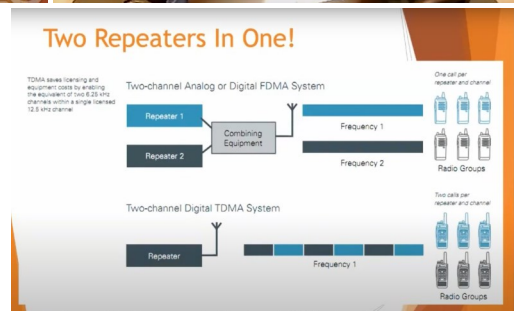 Two Repeaters In One!
TDMA saves licensing and
equipment costs by enabling
the equivalent of two 6.25 kHz
channels within a single licensed
12.5 kHz channel
Two-channel Analog or Digital FDMA System
Repeater 1
Repeater 2
Combining
Equipment
Frequency 1
Frequency 2
One call per
repeater and channel
Radio Groups
Two-channel Digital TDMA System
Repeater
Frequency 1
Two calls per
repeater and channel
Radio Groups